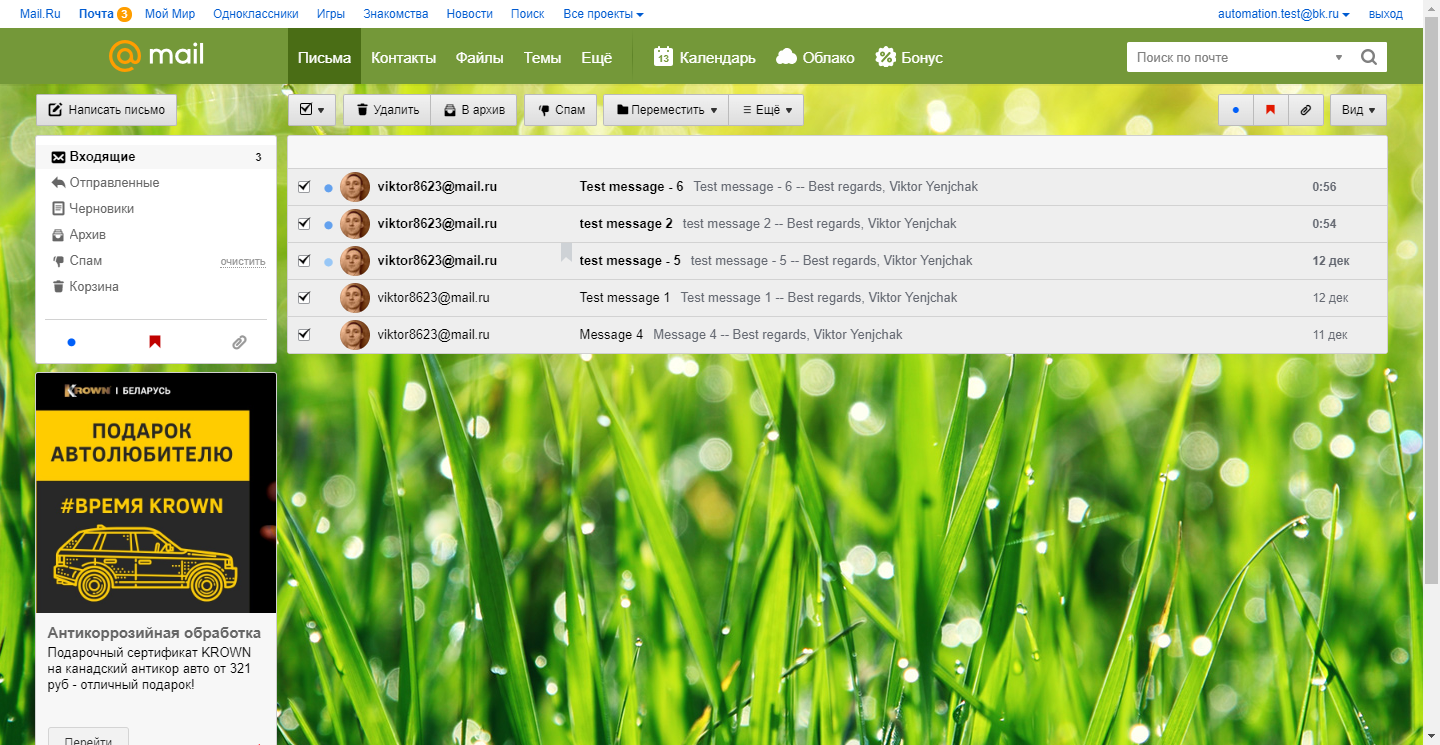 Mail.Ru Почта 3 Мой Мир Одноклассники Игры Знакомства Новости Поиск Все проекты automation.test@bk.ru выход
@mail Письма Контакты Файлы Темы Ещё 13 Календарь Облако Бонус Поиск по почте
Написать письмо Удалить В архив Спам Переместить Ещё Вид
Входящие 3
Отправленные
Черновики
Архив
Спам очистить
Корзина
viktor8623@mail.ru Test message - 6 Test message - 6 -- Best regards, Viktor Yenjchak 0:56
viktor8623@mail.ru test message 2 test message 2 -- Best regards, Viktor Yenjchak 0:54
viktor8623@mail.ru test message - 5 test message - 5 -- Best regards, Viktor Yenjchak 12 дек
viktor8623@mail.ru Test message 1 Test message 1 -- Best regards, Viktor Yenjchak 12 дек
viktor8623@mail.ru Message 4 Message 4 -- Best regards, Viktor Yenjchak 11 дек
KROWN | БЕЛАРУСЬ
ПОДАРОК
АВТОЛЮБИТЕЛЮ
#ВРЕМЯ KROWN
Антикоррозийная обработка
Подарочный сертификат KROWN
на канадский антикор авто от 321
руб - отличный подарок!
Перейти